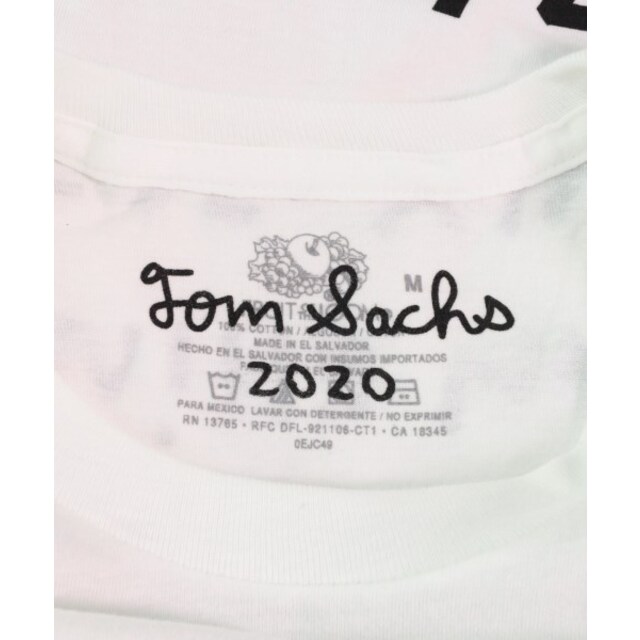 M
Tom Sachs
100% COTTON /
MADE IN EL SALVADOR
HECHO EN EL SALVADOR CON INSUMOS IMPORTADOS
2020
PARA MEXICO LAVAR CON DETERGENTE / NO EXPRIMIR
RN 13765 • RFC DFL-921106-CT1 • CA 18345
0EJC49